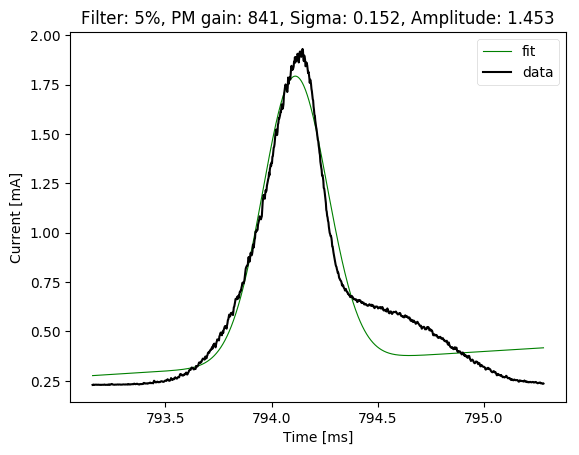 Filter: 5%, PM gain: 841, Sigma: 0.152, Amplitude: 1.453
fit
data
2.00
1.75
1.50
1.25
1.00
0.75
0.50
0.25
Current [mA]
793.5
794.0
794.5
795.0
Time [ms]